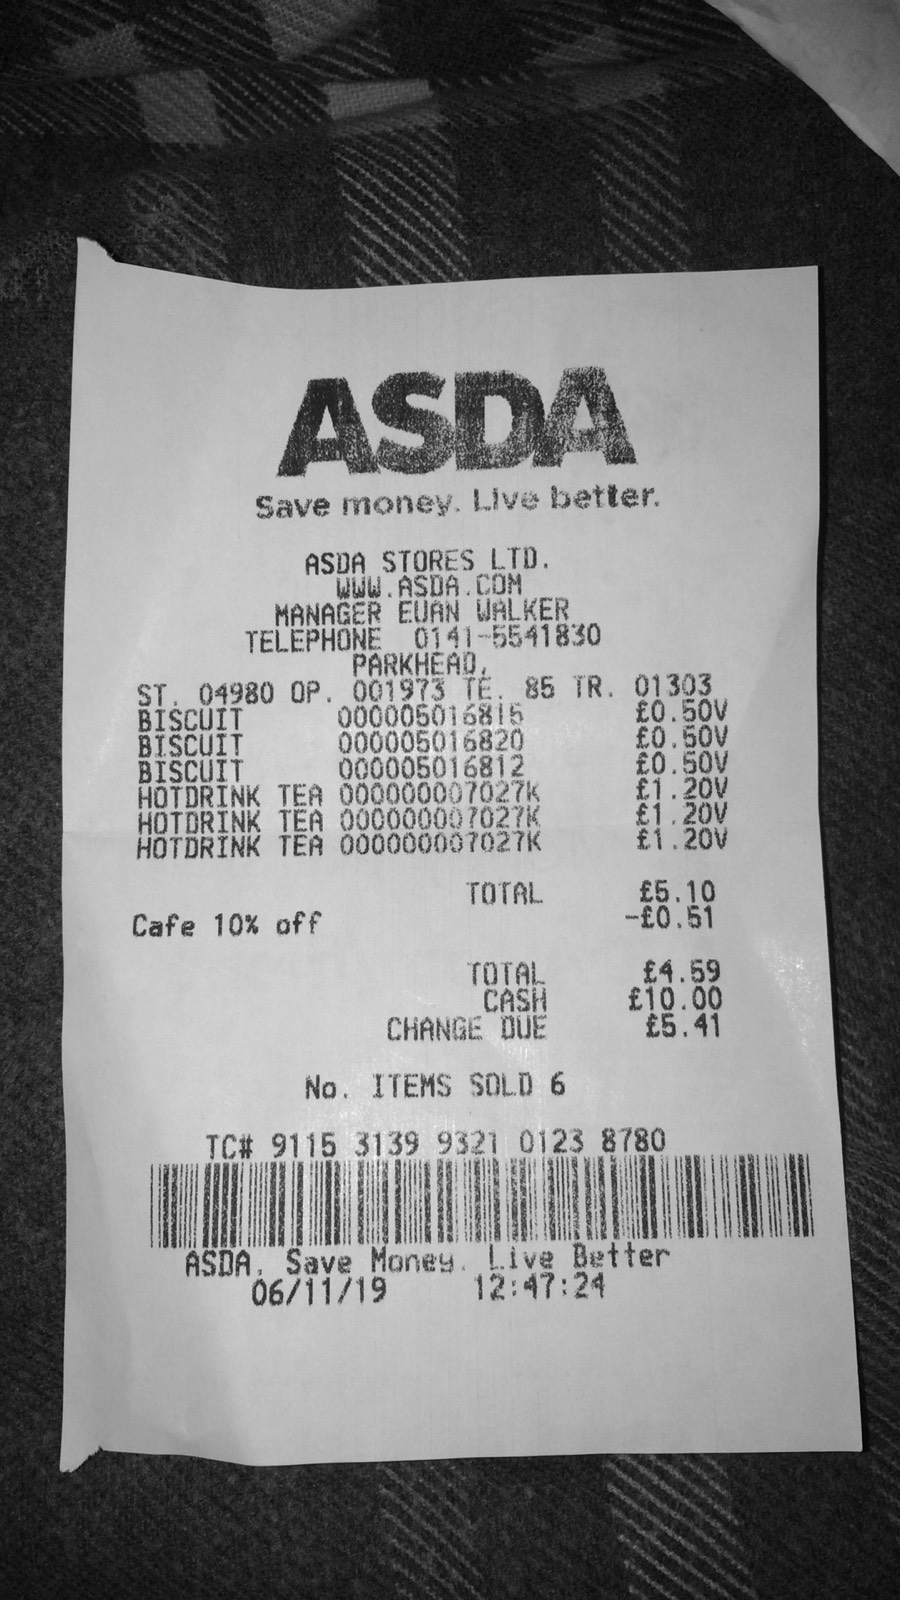 ASDA
Save money. Live better.
ASDA STORES LTD.
WWW.ASDA.COM
MANAGER EUAN WALKER
TELEPHONE 0141-5541830
PARKHEAD,
ST. 04980 OP. 001973 TE. 85 TR. 01303
BISCUIT 000005016815 £0.50V
BISCUIT 000005016820 £0.50V
BISCUIT 000005016812 £0.50V
HOTDRINK TEA 000000007027K £1.20V
HOTDRINK TEA 000000007027K £1.20V
HOTDRINK TEA 000000007027K £1.20V
TOTAL £5.10
Cafe 10% off -£0.51
TOTAL £4.59
CASH £10.00
CHANGE DUE £5.41
No. ITEMS SOLD 6
TC# 9115 3139 9321 0123 8780
ASDA. Save Money. Live Better
06/11/19 12:47:24